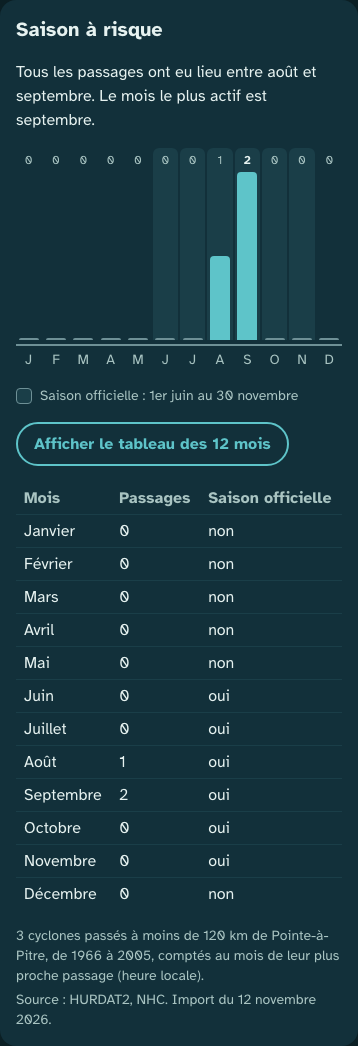 Saison à risque
Tous les passages ont eu lieu entre août et
septembre. Le mois le plus actif est
septembre.
0 0 0 0 0 0 0 1 2 0 0 0
J F M A M J J A S O N D
Saison officielle : 1er juin au 30 novembre
Afficher le tableau des 12 mois
Mois Passages Saison officielle
Janvier 0 non
Février 0 non
Mars 0 non
Avril 0 non
Mai 0 non
Juin 0 oui
Juillet 0 oui
Août 1 oui
Septembre 2 oui
Octobre 0 oui
Novembre 0 oui
Décembre 0 non
3 cyclones passés à moins de 120 km de Pointe-à-
Pitre, de 1966 à 2005, comptés au mois de leur plus
proche passage (heure locale).
Source : HURDAT2, NHC. Import du 12 novembre
2026.